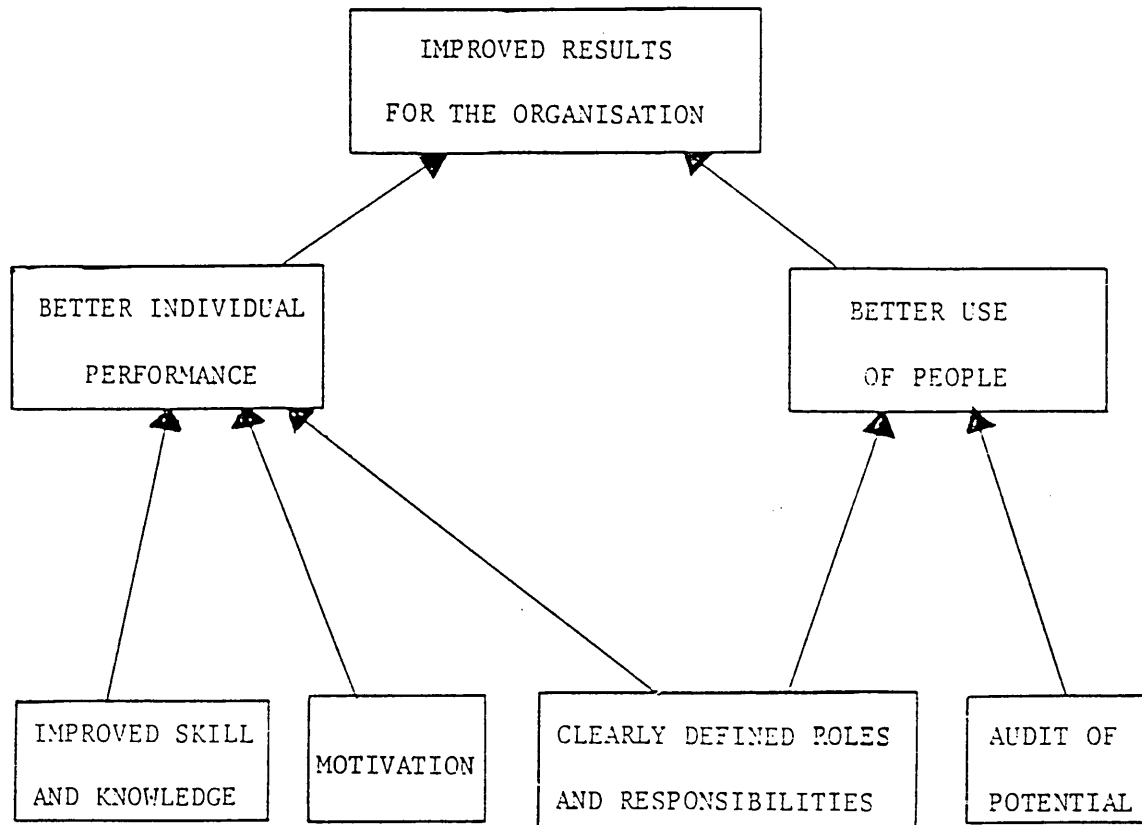 IMPROVED RESULTS
FOR THE ORGANISATION
BETTER INDIVIDUAL
PERFORMANCE
BETTER USE
OF PEOPLE
IMPROVED SKILL
AND KNOWLEDGE
MOTIVATION
CLEARLY DEFINED ROLES
AND RESPONSIBILITIES
AUDIT OF
POTENTIAL